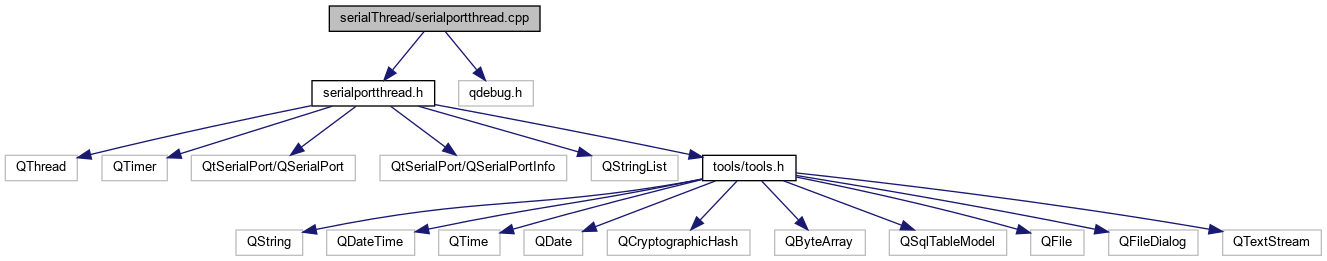 serialThread/serialportthread.cpp
serialportthread.h
qdebug.h
QThread
QTimer
QtSerialPort/QSerialPort
QtSerialPort/QSerialPortInfo
QStringList
tools/tools.h
QString
QDateTime
QTime
QDate
QCryptographicHash
QByteArray
QSqlTableModel
QFile
QFileDialog
QTextStream